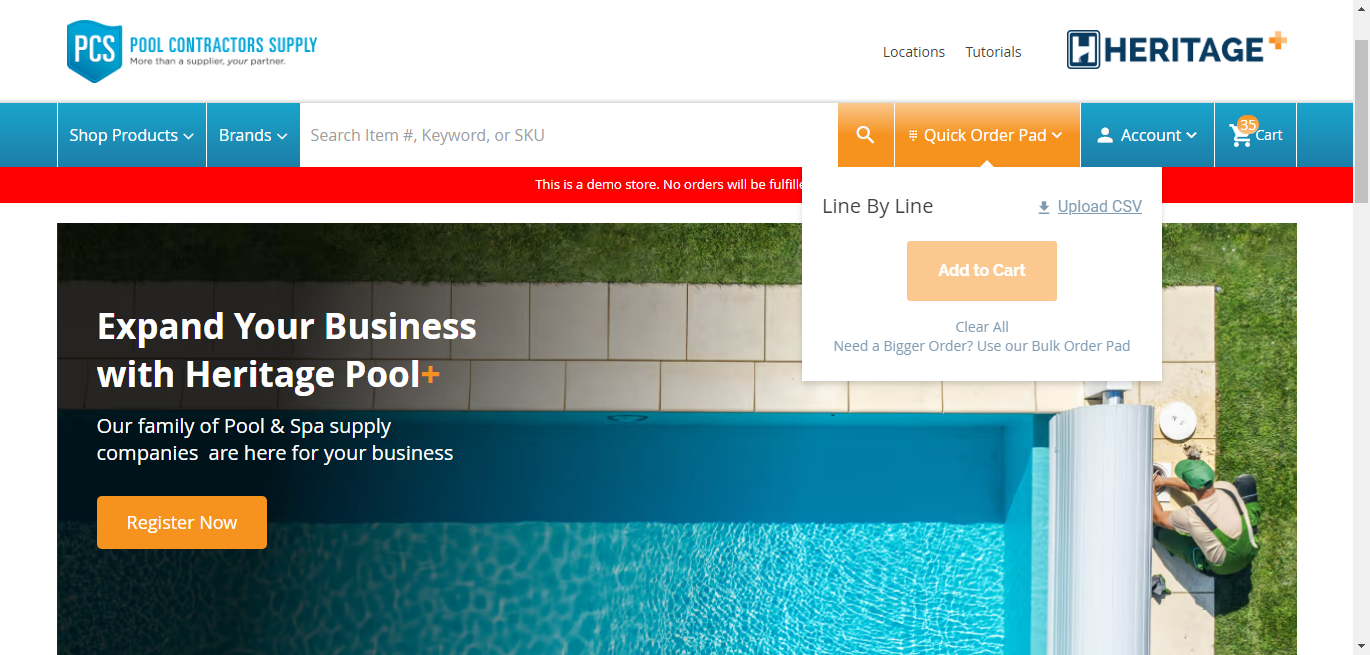 PCS POOL CONTRACTORS SUPPLY
More than a supplier, your partner.
Locations Tutorials
H HERITAGE+
Shop Products Brands Search Item #, Keyword, or SKU Quick Order Pad Account 35 Cart
This is a demo store. No orders will be
Line By Line Upload CSV
Add to Cart
Clear All
Need a Bigger Order? Use our Bulk Order Pad
Expand Your Business
with Heritage Pool+
Our family of Pool & Spa supply
companies are here for your business
Register Now